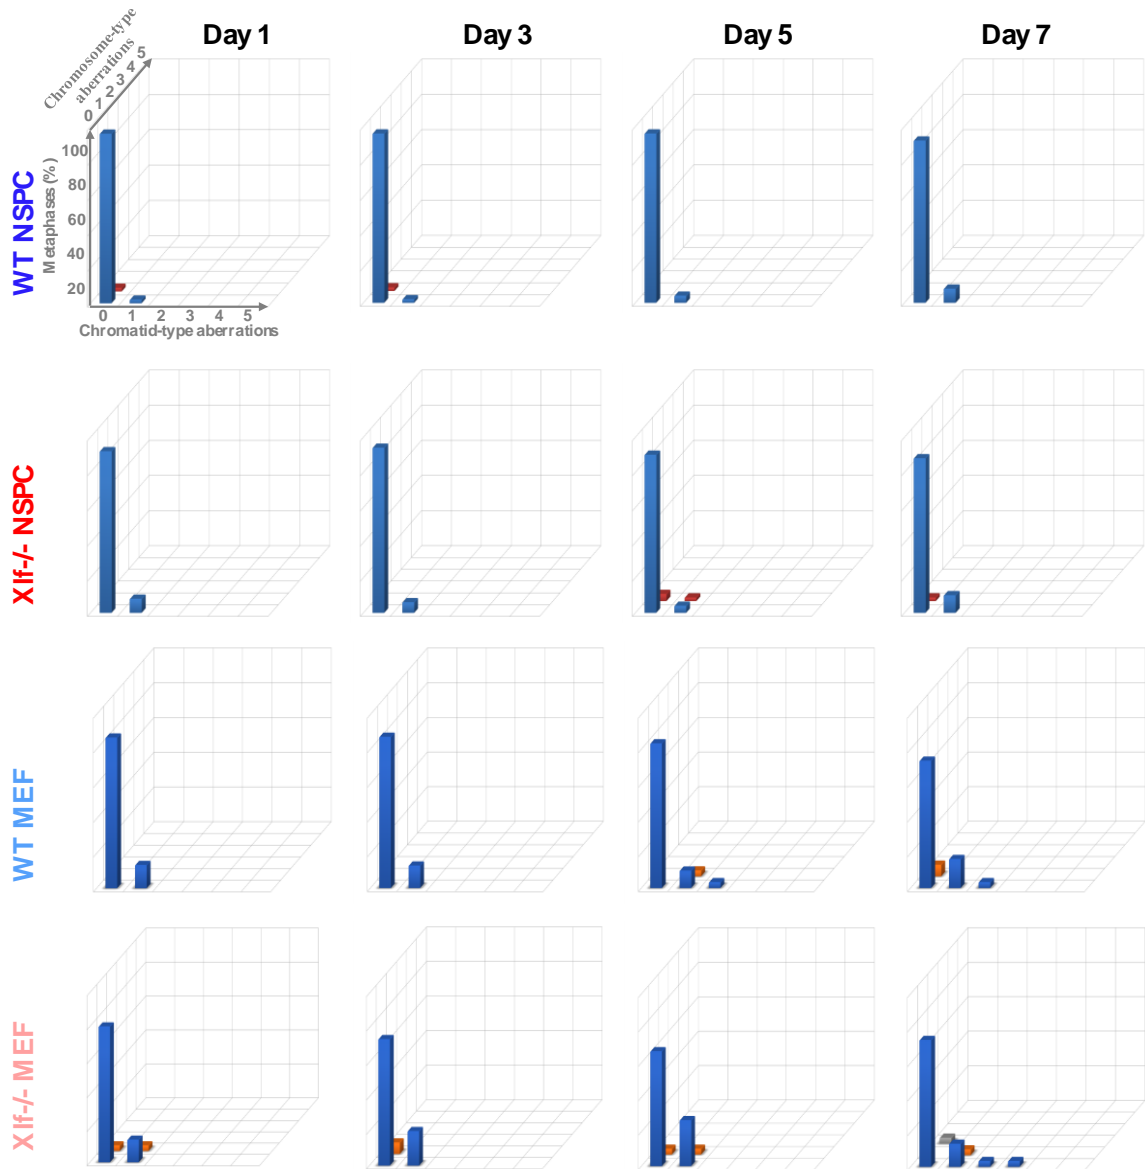 Day 1
Day 3
Day 5
Day 7
Chromosome-type
aberrations
0 1 2 3 4 5
WT NSPC
Metaphases (%)
100
80
60
40
20
0 1 2 3 4 5
Chromatid-type aberrations
Xlf-/- NSPC
WT MEF
Xlf-/- MEF